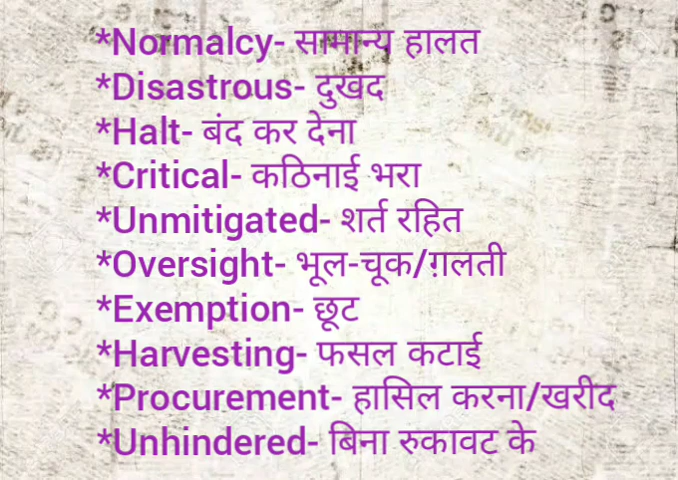 *Normalcy- सामान्य हालत
*Disastrous- दुखद
*Halt- बंद कर देना
*Critical- कठिनाई भरा
*Unmitigated- शर्त रहित
*Oversight- भूल-चूक/ग़लती
*Exemption- छूट
*Harvesting- फसल कटाई
*Procurement- हासिल करना/खरीद
*Unhindered- बिना रुकावट के